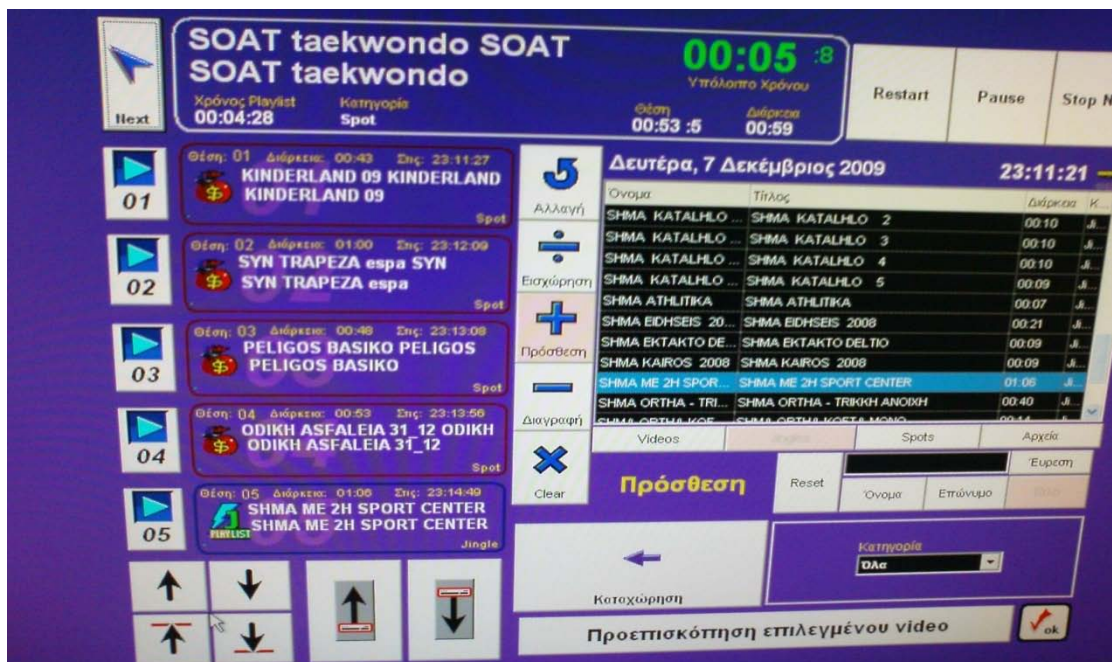 SOAT taekwondo SOAT
SOAT taekwondo
00:05 :8
Υπόλοιπο Χρόνου
Χρόνος Playlist
Κατηγορία
Θέση
Διάρκεια
00:04:28
Spot
00:53 :5
00:59
Next
Restart
Pause
Stop N
01
Θέση: 01 Διάρκεια: 00:43 Στις: 23:11:27
KINDERLAND 09 KINDERLAND
KINDERLAND 09
Spot
02
Θέση: 02 Διάρκεια: 01:00 Στις: 23:12:09
SYN TRAPEZA espa SYN
SYN TRAPEZA espa
Spot
03
Θέση: 03 Διάρκεια: 00:48 Στις: 23:13:08
PELIGOS BASIKO PELIGOS
PELIGOS BASIKO
Spot
04
Θέση: 04 Διάρκεια: 00:53 Στις: 23:13:56
ODIKH ASFALEIA 31_12 ODIKH
ODIKH ASFALEIA 31_12
Spot
05
Θέση: 05 Διάρκεια: 01:06 Στις: 23:14:49
SHMA ME 2H SPORT CENTER
SHMA ME 2H SPORT CENTER
PLAYLIST
Jingle
Αλλαγή
Εισχώρηση
Πρόσθεση
Διαγραφή
Clear
Δευτέρα, 7 Δεκέμβριος 2009
23:11:21
Όνομα Τίτλος Διάρκεια Κ...
SHMA KATALHLO ... SHMA KATALHLO 2 00:10 Ji...
SHMA KATALHLO ... SHMA KATALHLO 3 00:10 Ji...
SHMA KATALHLO ... SHMA KATALHLO 4 00:10 Ji...
SHMA KATALHLO ... SHMA KATALHLO 5 00:09 Ji...
SHMA ATHLITIKA SHMA ATHLITIKA 00:07 Ji...
SHMA EIDHSEIS 20... SHMA EIDHSEIS 2008 00:21 Ji...
SHMA EKTAKTO DE... SHMA EKTAKTO DELTIO 00:09 Ji...
SHMA KAIROS 2008 SHMA KAIROS 2008 00:09 Ji...
SHMA ME 2H SPOR... SHMA ME 2H SPORT CENTER 01:06 Ji...
SHMA ORTHA - TRI... SHMA ORTHA - TRIKKH ANOIXH 00:40 Ji...
Videos
Spots
Αρχεία
Πρόσθεση
Reset
Εύρεση
Όνομα
Επώνυμο
Καταχώρηση
Κατηγορία
Όλα
Προεπισκόπηση επιλεγμένου video
ok